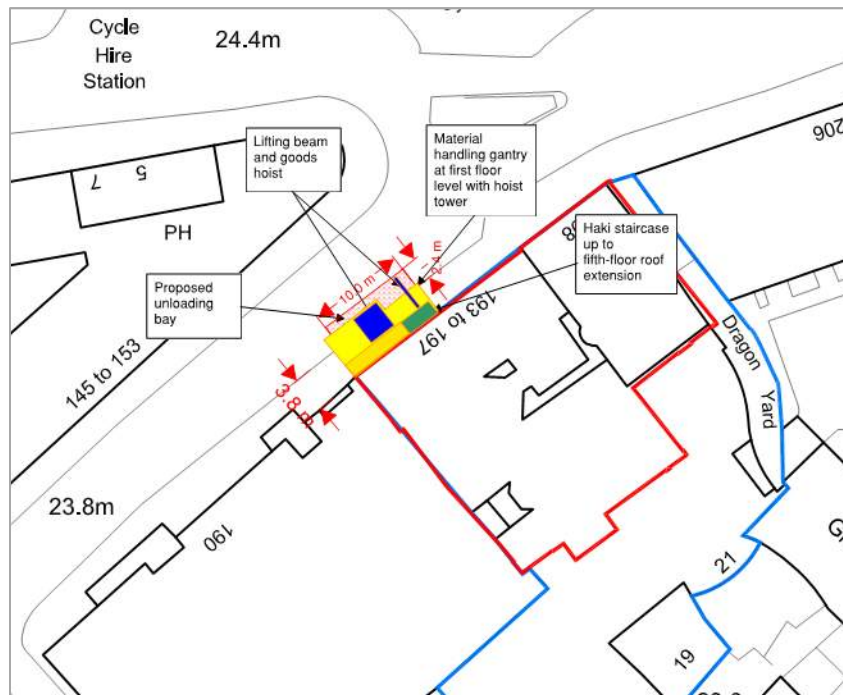 Cycle
Hire
Station
24.4m
206
Lifting beam
and goods
hoist
Material
handling gantry
at first floor
level with hoist
tower
5
7
PH
Haki staircase
up to
fifth-floor roof
extension
10.0 m
Proposed
unloading
bay
193 to 197
Dragon
Yard
145 to 153
3.8 m
23.8m
190
21
19